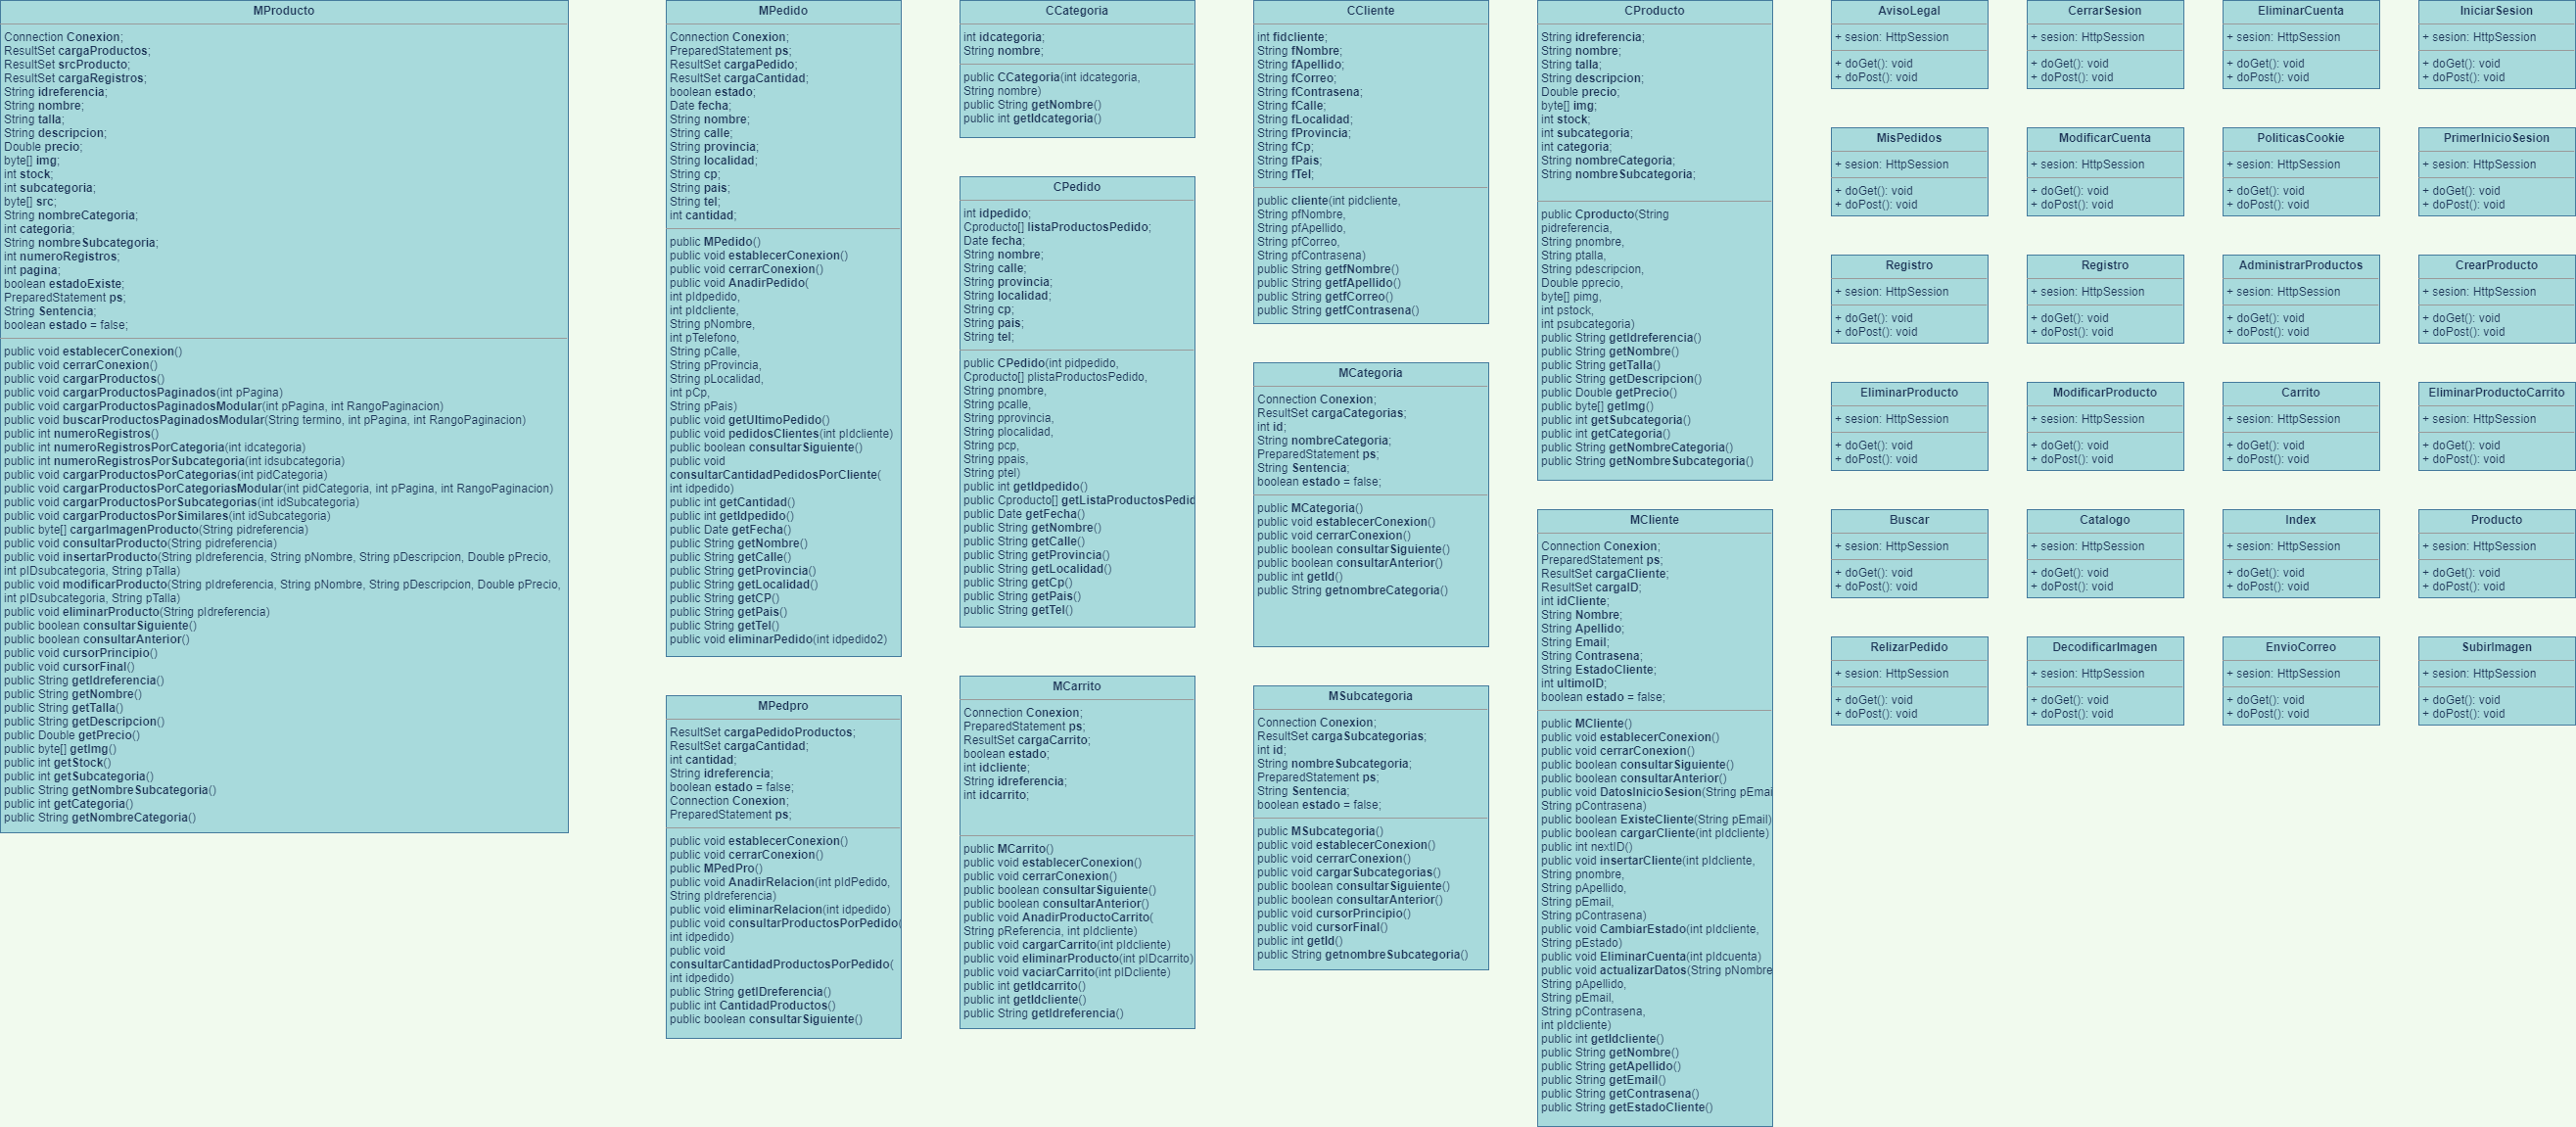 MProducto
Connection Conexion;
ResultSet cargaProductos;
ResultSet srcProducto;
ResultSet cargaRegistros;
String idreferencia;
String nombre;
String talla;
String descripcion;
Double precio;
byte[] img;
int stock;
int subcategoria;
byte[] src;
String nombreCategoria;
int categoria;
String nombreSubcategoria;
int numeroRegistros;
int pagina;
boolean estadoExiste;
PreparedStatement ps;
String Sentencia;
boolean estado = false;
public void establecerConexion()
public void cerrarConexion()
public void cargarProductos()
public void cargarProductosPaginados(int pPagina)
public void cargarProductosPaginadosModular(int pPagina, int RangoPaginacion)
public void buscarProductosPaginadosModular(String termino, int pPagina, int RangoPaginacion)
public int numeroRegistros()
public int numeroRegistrosPorCategoria(int idcategoria)
public int numeroRegistrosPorSubcategoria(int idsubcategoria)
public void cargarProductosPorCategorias(int pidCategoria)
public void cargarProductosPorCategoriasModular(int pidCategoria, int pPagina, int RangoPaginacion)
public void cargarProductosPorSubcategorias(int idSubcategoria)
public void cargarProductosPorSimilares(int idSubcategoria)
public byte[] cargarImagenProducto(String pidreferencia)
public void consultarProducto(String pidreferencia)
public void insertarProducto(String pIdreferencia, String pNombre, String pDescripcion, Double pPrecio,
int pIDsubcategoria, String pTalla)
public void modificarProducto(String pIdreferencia, String pNombre, String pDescripcion, Double pPrecio,
int pIDsubcategoria, String pTalla)
public void eliminarProducto(String pIdreferencia)
public boolean consultarSiguiente()
public boolean consultarAnterior()
public void cursorPrincipio()
public void cursorFinal()
public String getIdreferencia()
public String getNombre()
public String getTalla()
public String getDescripcion()
public Double getPrecio()
public byte[] getImg()
public int getStock()
public int getSubcategoria()
public String getNombreSubcategoria()
public int getCategoria()
public String getNombreCategoria()
MPedido
Connection Conexion;
PreparedStatement ps;
ResultSet cargaPedido;
ResultSet cargaCantidad;
boolean estado;
Date fecha;
String nombre;
String calle;
String provincia;
String localidad;
String cp;
String pais;
String tel;
int cantidad;
public MPedido()
public void establecerConexion()
public void cerrarConexion()
public void AnadirPedido(
int pIdpedido,
int pIdcliente,
String pNombre,
int pTelefono,
String pCalle,
String pProvincia,
String pLocalidad,
int pCp,
String pPais)
public void getUltimoPedido()
public void pedidosClientes(int pIdcliente)
public boolean consultarSiguiente()
public void
consultarCantidadPedidosPorCliente(
int idpedido)
public int getCantidad()
public int getIdpedido()
public Date getFecha()
public String getNombre()
public String getCalle()
public String getProvincia()
public String getLocalidad()
public String getCP()
public String getPais()
public String getTel()
public void eliminarPedido(int idpedido2)
MPedpro
ResultSet cargaPedidoProductos;
ResultSet cargaCantidad;
int cantidad;
String idreferencia;
boolean estado = false;
Connection Conexion;
PreparedStatement ps;
public void establecerConexion()
public void cerrarConexion()
public MPedPro()
public void AnadirRelacion(int pIdPedido,
String pIdreferencia)
public void eliminarRelacion(int idpedido)
public void consultarProductosPorPedido(
int idpedido)
public void
consultarCantidadProductosPorPedido(
int idpedido)
public String getIDreferencia()
public int CantidadProductos()
public boolean consultarSiguiente()
CCategoria
int idcategoria;
String nombre;
public CCategoria(int idcategoria,
String nombre)
public String getNombre()
public int getIdcategoria()
CPedido
int idpedido;
Cproducto[] listaProductosPedido;
Date fecha;
String nombre;
String calle;
String provincia;
String localidad;
String cp;
String pais;
String tel;
public CPedido(int pidpedido,
Cproducto[] plistaProductosPedido,
String pnombre,
String pcalle,
String pprovincia,
String plocalidad,
String pcp,
String ppais,
String ptel)
public int getIdpedido()
public Cproducto[] getListaProductosPedid
public Date getFecha()
public String getNombre()
public String getCalle()
public String getProvincia()
public String getLocalidad()
public String getCp()
public String getPais()
public String getTel()
MCarrito
Connection Conexion;
PreparedStatement ps;
ResultSet cargaCarrito;
boolean estado;
int idcliente;
String idreferencia;
int idcarrito;
public MCarrito()
public void establecerConexion()
public void cerrarConexion()
public boolean consultarSiguiente()
public boolean consultarAnterior()
public void AnadirProductoCarrito(
String pReferencia, int pIdcliente)
public void cargarCarrito(int pIdcliente)
public void eliminarProducto(int pIDcarrito)
public void vaciarCarrito(int pIDcliente)
public int getIdcarrito()
public int getIdcliente()
public String getIdreferencia()
CCliente
int fidcliente;
String fNombre;
String fApellido;
String fCorreo;
String fContrasena;
String fCalle;
String fLocalidad;
String fProvincia;
String fCp;
String fPais;
String fTel;
public cliente(int pidcliente,
String pfNombre,
String pfApellido,
String pfCorreo,
String pfContrasena)
public String getfNombre()
public String getfApellido()
public String getfCorreo()
public String getfContrasena()
MCategoria
Connection Conexion;
ResultSet cargaCategorias;
int id;
String nombreCategoria;
PreparedStatement ps;
String Sentencia;
boolean estado = false;
public MCategoria()
public void establecerConexion()
public void cerrarConexion()
public boolean consultarSiguiente()
public boolean consultarAnterior()
public int getId()
public String getnombreCategoria()
MSubcategoria
Connection Conexion;
ResultSet cargaSubcategorias;
int id;
String nombreSubcategoria;
PreparedStatement ps;
String Sentencia;
boolean estado = false;
public MSubcategoria()
public void establecerConexion()
public void cerrarConexion()
public void cargarSubcategorias()
public boolean consultarSiguiente()
public boolean consultarAnterior()
public void cursorPrincipio()
public void cursorFinal()
public int getId()
public String getnombreSubcategoria()
CProducto
String idreferencia;
String nombre;
String talla;
String descripcion;
Double precio;
byte[] img;
int stock;
int subcategoria;
int categoria;
String nombreCategoria;
String nombreSubcategoria;
public Cproducto(String
pidreferencia,
String pnombre,
String ptalla,
String pdescripcion,
Double pprecio,
byte[] pimg,
int pstock,
int psubcategoria)
public String getIdreferencia()
public String getNombre()
public String getTalla()
public String getDescripcion()
public Double getPrecio()
public byte[] getImg()
public int getSubcategoria()
public int getCategoria()
public String getNombreCategoria()
public String getNombreSubcategoria()
MCliente
Connection Conexion;
PreparedStatement ps;
ResultSet cargaCliente;
ResultSet cargaID;
int idCliente;
String Nombre;
String Apellido;
String Email;
String Contrasena;
String EstadoCliente;
int ultimoID;
boolean estado = false;
public MCliente()
public void establecerConexion()
public void cerrarConexion()
public boolean consultarSiguiente()
public boolean consultarAnterior()
public void DatosInicioSesion(String pEmai
String pContrasena)
public boolean ExisteCliente(String pEmail)
public boolean cargarCliente(int pIdcliente)
public int nextID()
public void insertarCliente(int pIdcliente,
String pnombre,
String pApellido,
String pEmail,
String pContrasena)
public void CambiarEstado(int pIdcliente,
String pEstado)
public void EliminarCuenta(int pIdcuenta)
public void actualizarDatos(String pNombre
String pApellido,
String pEmail,
String pContrasena,
int pIdcliente)
public int getIdcliente()
public String getNombre()
public String getApellido()
public String getEmail()
public String getContrasena()
public String getEstadoCliente()
AvisoLegal
+ sesion: HttpSession
+ doGet(): void
+ doPost(): void
CerrarSesion
+ sesion: HttpSession
+ doGet(): void
+ doPost(): void
EliminarCuenta
+ sesion: HttpSession
+ doGet(): void
+ doPost(): void
IniciarSesion
+ sesion: HttpSession
+ doGet(): void
+ doPost(): void
MisPedidos
+ sesion: HttpSession
+ doGet(): void
+ doPost(): void
ModificarCuenta
+ sesion: HttpSession
+ doGet(): void
+ doPost(): void
PoliticasCookie
+ sesion: HttpSession
+ doGet(): void
+ doPost(): void
PrimerInicioSesion
+ sesion: HttpSession
+ doGet(): void
+ doPost(): void
Registro
+ sesion: HttpSession
+ doGet(): void
+ doPost(): void
Registro
+ sesion: HttpSession
+ doGet(): void
+ doPost(): void
AdministrarProductos
+ sesion: HttpSession
+ doGet(): void
+ doPost(): void
CrearProducto
+ sesion: HttpSession
+ doGet(): void
+ doPost(): void
EliminarProducto
+ sesion: HttpSession
+ doGet(): void
+ doPost(): void
ModificarProducto
+ sesion: HttpSession
+ doGet(): void
+ doPost(): void
Carrito
+ sesion: HttpSession
+ doGet(): void
+ doPost(): void
EliminarProductoCarrito
+ sesion: HttpSession
+ doGet(): void
+ doPost(): void
Buscar
+ sesion: HttpSession
+ doGet(): void
+ doPost(): void
Catalogo
+ sesion: HttpSession
+ doGet(): void
+ doPost(): void
Index
+ sesion: HttpSession
+ doGet(): void
+ doPost(): void
Producto
+ sesion: HttpSession
+ doGet(): void
+ doPost(): void
RelizarPedido
+ sesion: HttpSession
+ doGet(): void
+ doPost(): void
DecodificarImagen
+ sesion: HttpSession
+ doGet(): void
+ doPost(): void
EnvioCorreo
+ sesion: HttpSession
+ doGet(): void
+ doPost(): void
SubirImagen
+ sesion: HttpSession
+ doGet(): void
+ doPost(): void